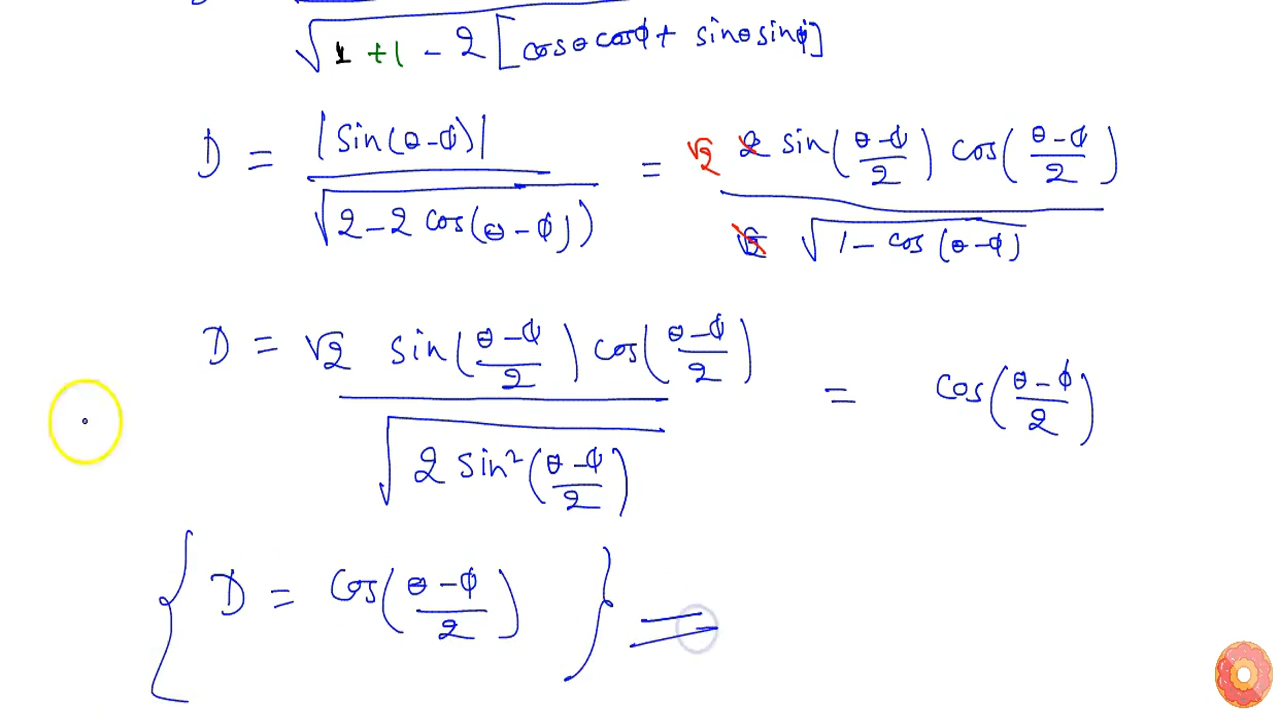 √(1 + 1 - 2 [cosθ cosϕ + sinθ sinϕ]
D = |sin(θ-ϕ)| / √(2 - 2 cos(θ-ϕ)) = √2 2 sin((θ-ϕ)/2) cos((θ-ϕ)/2) / √2 √(1 - cos(θ-ϕ))
D = √2 sin((θ-ϕ)/2) cos((θ-ϕ)/2) / √(2 sin²((θ-ϕ)/2)) = cos((θ-ϕ)/2)
{ D = cos((θ-ϕ)/2) }